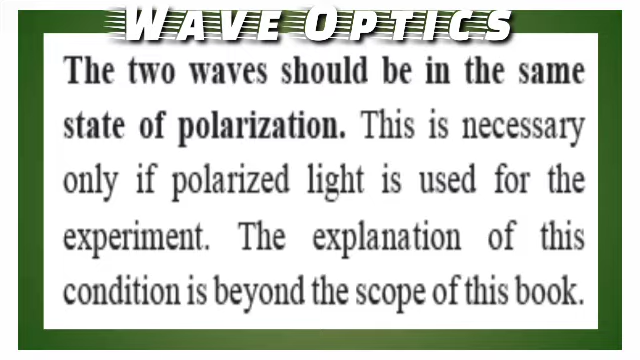 WAVE OPTICS
The two waves should be in the same
state of polarization. This is necessary
only if polarized light is used for the
experiment. The explanation of this
condition is beyond the scope of this book.